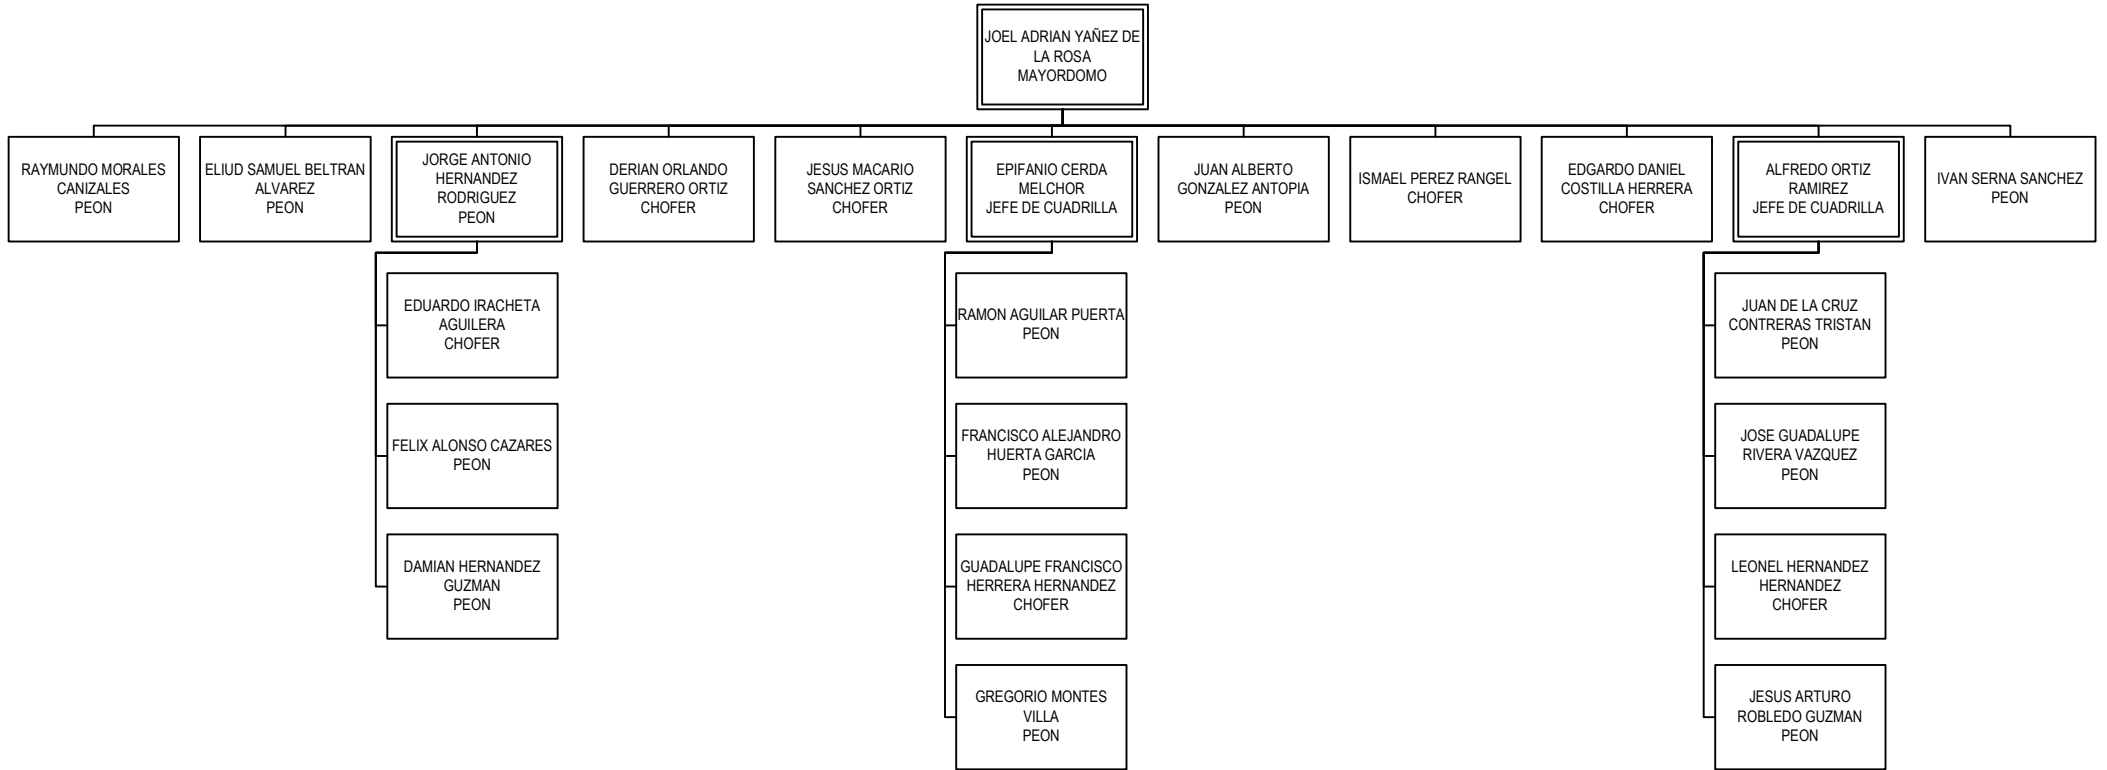 JOEL ADRIAN YAÑEZ DE
LA ROSA
MAYORDOMO
RAYMUNDO MORALES
CANIZALES
PEON
ELIUD SAMUEL BELTRAN
ALVAREZ
PEON
JORGE ANTONIO
HERNANDEZ
RODRIGUEZ
PEON
DERIAN ORLANDO
GUERRERO ORTIZ
CHOFER
JESUS MACARIO
SANCHEZ ORTIZ
CHOFER
EPIFANIO CERDA
MELCHOR
JEFE DE CUADRILLA
JUAN ALBERTO
GONZALEZ ANTOPIA
PEON
ISMAEL PEREZ RANGEL
CHOFER
EDGARDO DANIEL
COSTILLA HERRERA
CHOFER
ALFREDO ORTIZ
RAMIREZ
JEFE DE CUADRILLA
IVAN SERNA SANCHEZ
PEON
EDUARDO IRACHETA
AGUILERA
CHOFER
FELIX ALONSO CAZARES
PEON
DAMIAN HERNANDEZ
GUZMAN
PEON
RAMON AGUILAR PUERTA
PEON
FRANCISCO ALEJANDRO
HUERTA GARCIA
PEON
GUADALUPE FRANCISCO
HERRERA HERNANDEZ
CHOFER
GREGORIO MONTES
VILLA
PEON
JUAN DE LA CRUZ
CONTRERAS TRISTAN
PEON
JOSE GUADALUPE
RIVERA VAZQUEZ
PEON
LEONEL HERNANDEZ
HERNANDEZ
CHOFER
JESUS ARTURO
ROBLEDO GUZMAN
PEON